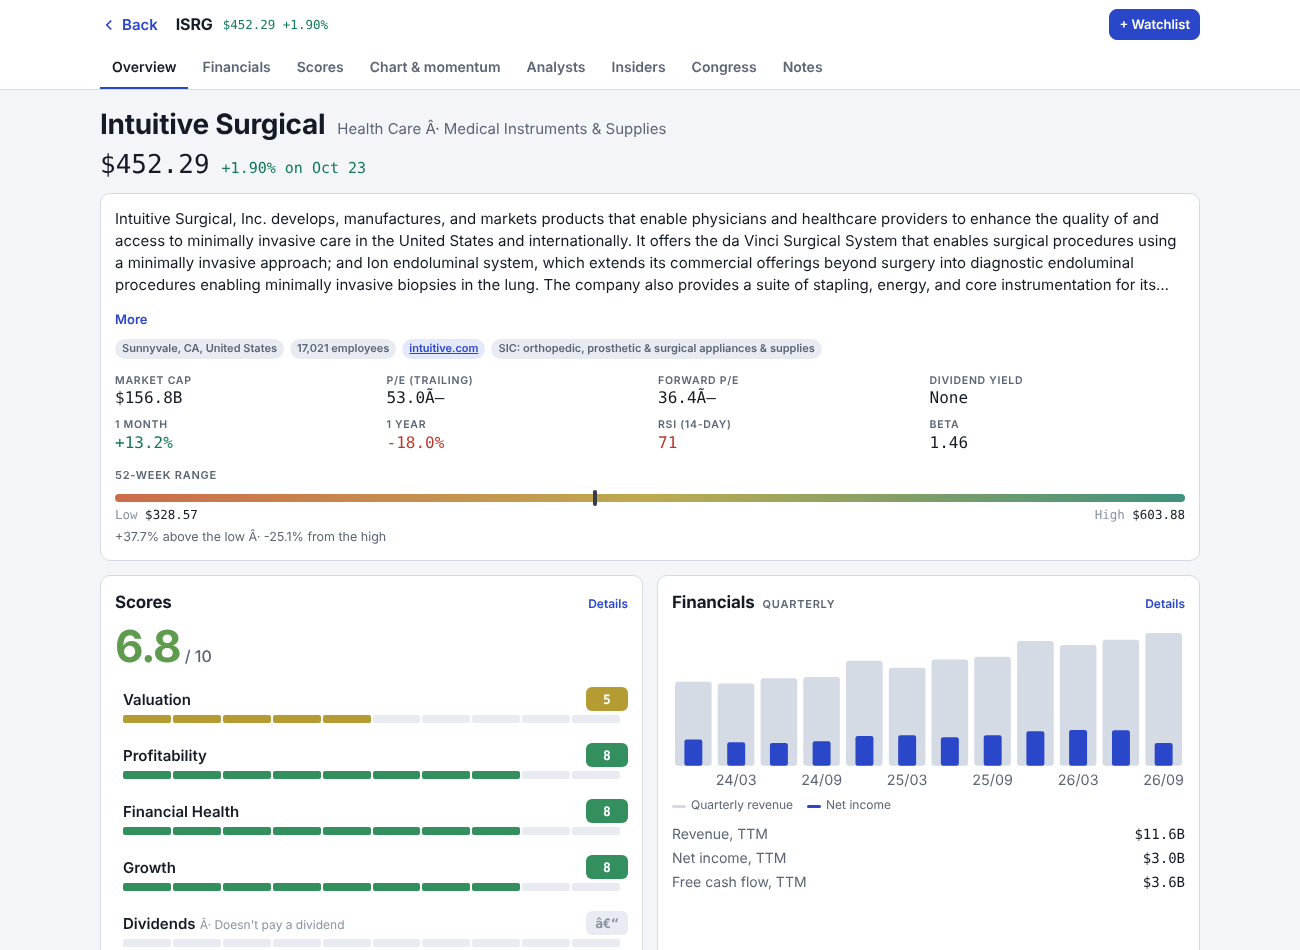 Back ISRG $452.29 +1.90% + Watchlist
Overview Financials Scores Chart & momentum Analysts Insiders Congress Notes
Intuitive Surgical Health Care Â· Medical Instruments & Supplies
$452.29 +1.90% on Oct 23
Intuitive Surgical, Inc. develops, manufactures, and markets products that enable physicians and healthcare providers to enhance the quality of and
access to minimally invasive care in the United States and internationally. It offers the da Vinci Surgical System that enables surgical procedures using
a minimally invasive approach; and Ion endoluminal system, which extends its commercial offerings beyond surgery into diagnostic endoluminal
procedures enabling minimally invasive biopsies in the lung. The company also provides a suite of stapling, energy, and core instrumentation for its...
More
Sunnyvale, CA, United States 17,021 employees intuitive.com SIC: orthopedic, prosthetic & surgical appliances & supplies
MARKET CAP P/E (TRAILING) FORWARD P/E DIVIDEND YIELD
$156.8B 53.0Ã— 36.4Ã— None
1 MONTH 1 YEAR RSI (14-DAY) BETA
+13.2% -18.0% 71 1.46
52-WEEK RANGE
Low $328.57 High $603.88
+37.7% above the low Â· -25.1% from the high
Scores Details
6.8 / 10
Valuation 5
Profitability 8
Financial Health 8
Growth 8
Dividends Â· Doesn't pay a dividend â€“
Financials QUARTERLY Details
24/03 24/09 25/03 25/09 26/03 26/09
Quarterly revenue Net income
Revenue, TTM $11.6B
Net income, TTM $3.0B
Free cash flow, TTM $3.6B